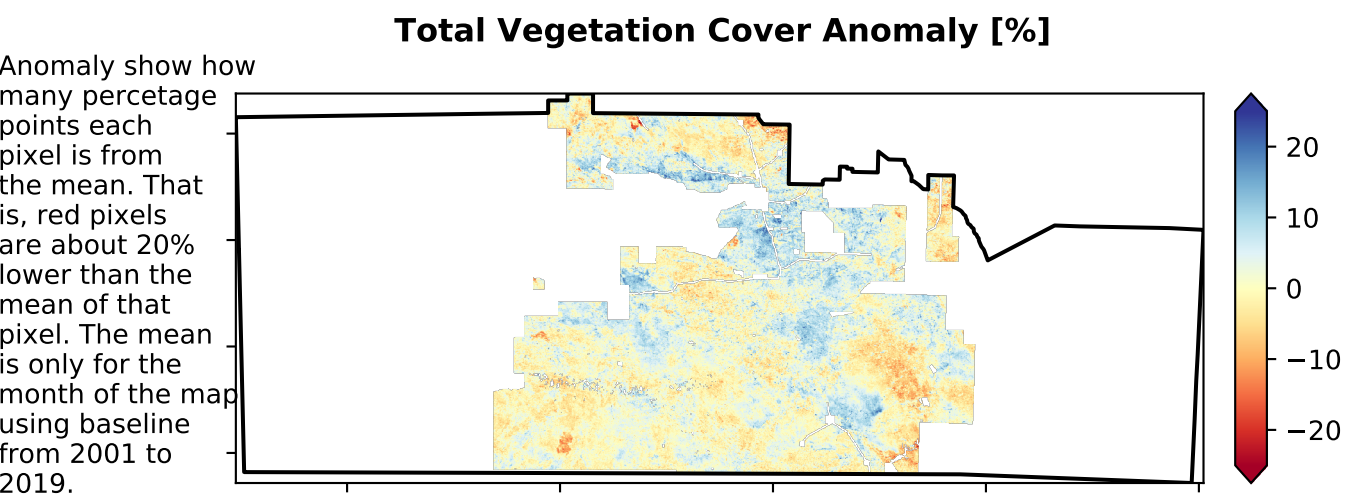 Total Vegetation Cover Anomaly [%]
Anomaly show how
many percetage
points each
pixel is from
the mean. That
is, red pixels
are about 20%
lower than the
mean of that
pixel. The mean
is only for the
month of the map
using baseline
from 2001 to
2019.
20
10
0
−10
−20